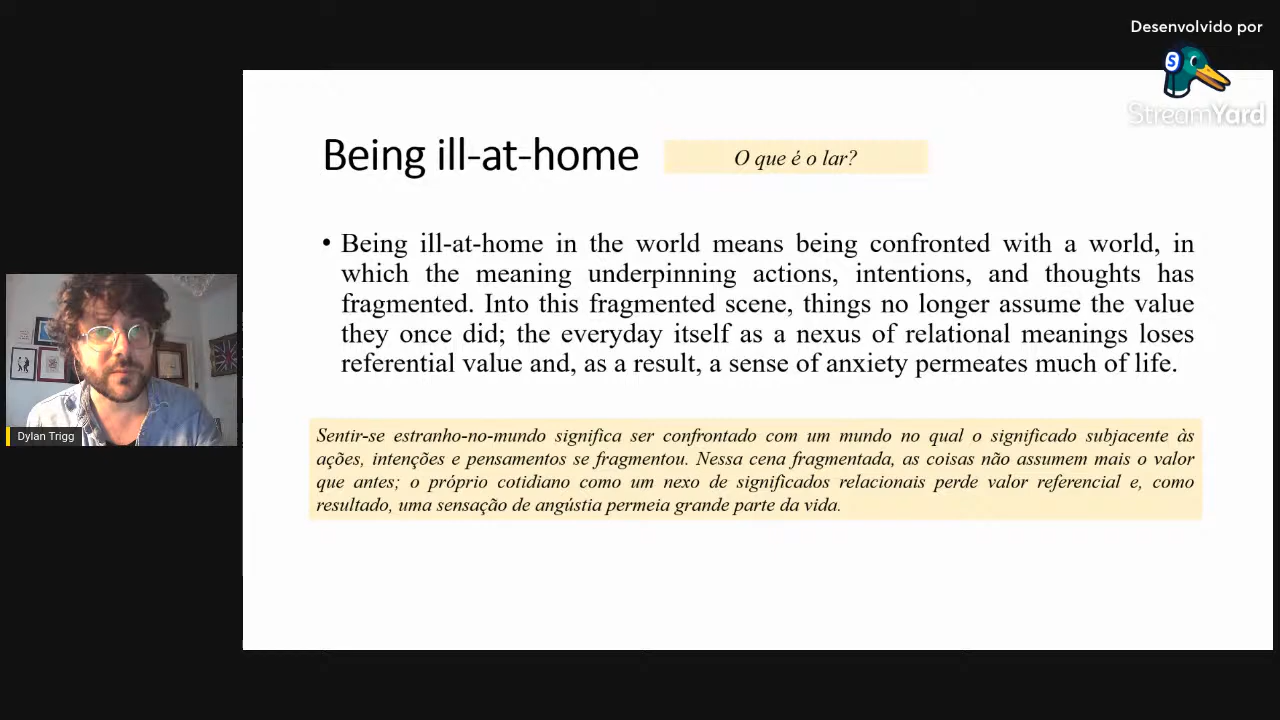 Desenvolvido por
S
StreamYard
Being ill-at-home
O que é o lar?
• Being ill-at-home in the world means being confronted with a world, in
which the meaning underpinning actions, intentions, and thoughts has
fragmented. Into this fragmented scene, things no longer assume the value
they once did; the everyday itself as a nexus of relational meanings loses
referential value and, as a result, a sense of anxiety permeates much of life.
Sentir-se estranho-no-mundo significa ser confrontado com um mundo no qual o significado subjacente às
ações, intenções e pensamentos se fragmentou. Nessa cena fragmentada, as coisas não assumem mais o valor
que antes; o próprio cotidiano como um nexo de significados relacionais perde valor referencial e, como
resultado, uma sensação de angústia permeia grande parte da vida.
Dylan Trigg